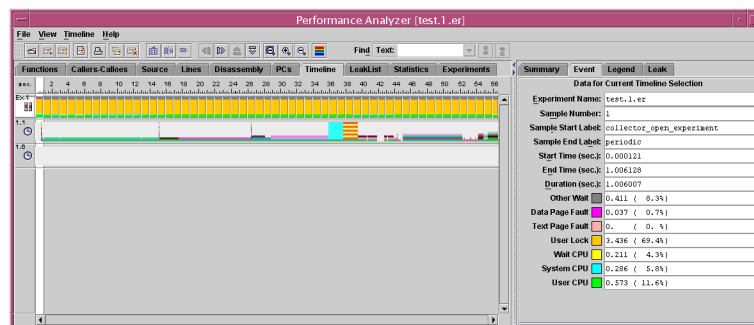 Performance Analyzer [test.1.er]
File View Timeline Help
Find Text:
Functions Callers-Callees Source Lines Disassembly PCs Timeline LeakList Statistics Experiments
Summary Event Legend Leak
sec. 2 4 6 8 10 12 14 16 18 20 22 24 26 28 30 32 34 36 38 40 42 44 46 48 50 52 54 56
Ex.1
1.1
1.6
Data for Current Timeline Selection
Experiment Name: test.1.er
Sample Number: 1
Sample Start Label: collector_open_experiment
Sample End Label: periodic
Start Time (sec.): 0.000121
End Time (sec.): 1.006128
Duration (sec.): 1.006007
Other Wait 0.411 ( 8.3%)
Data Page Fault 0.037 ( 0.7%)
Text Page Fault 0. ( 0. %)
User Lock 3.436 ( 69.4%)
Wait CPU 0.211 ( 4.3%)
System CPU 0.286 ( 5.8%)
User CPU 0.573 ( 11.6%)